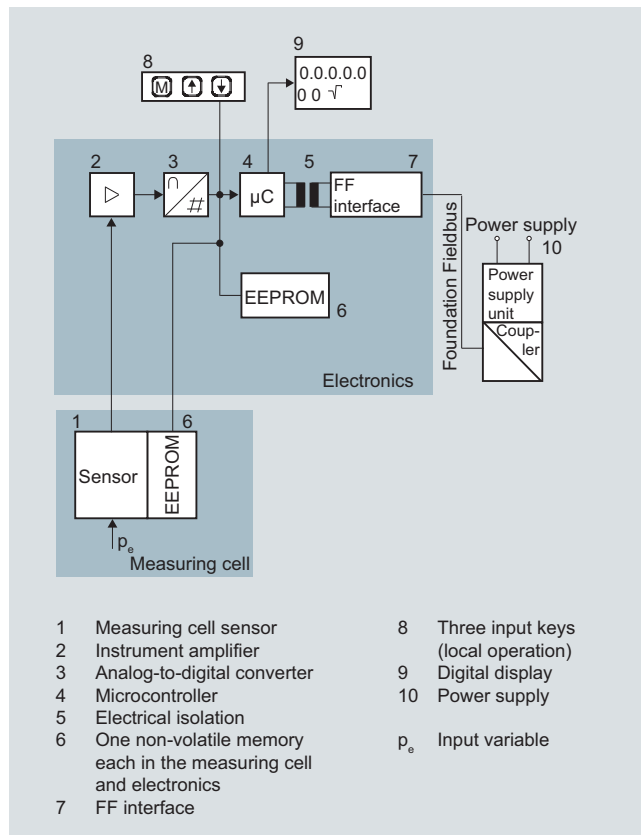 8
M ↑ ↓
9
0.0.0.0.0
0 0 √
2
3
∩
#
4
µC
5
7
FF
interface
EEPROM
6
Electronics
Foundation Fieldbus
Power supply
10
Power
supply
unit
Coup-
ler
1
6
Sensor
EEPROM
pe
Measuring cell
1 Measuring cell sensor
2 Instrument amplifier
3 Analog-to-digital converter
4 Microcontroller
5 Electrical isolation
6 One non-volatile memory
each in the measuring cell
and electronics
7 FF interface
8 Three input keys
(local operation)
9 Digital display
10 Power supply
pe Input variable